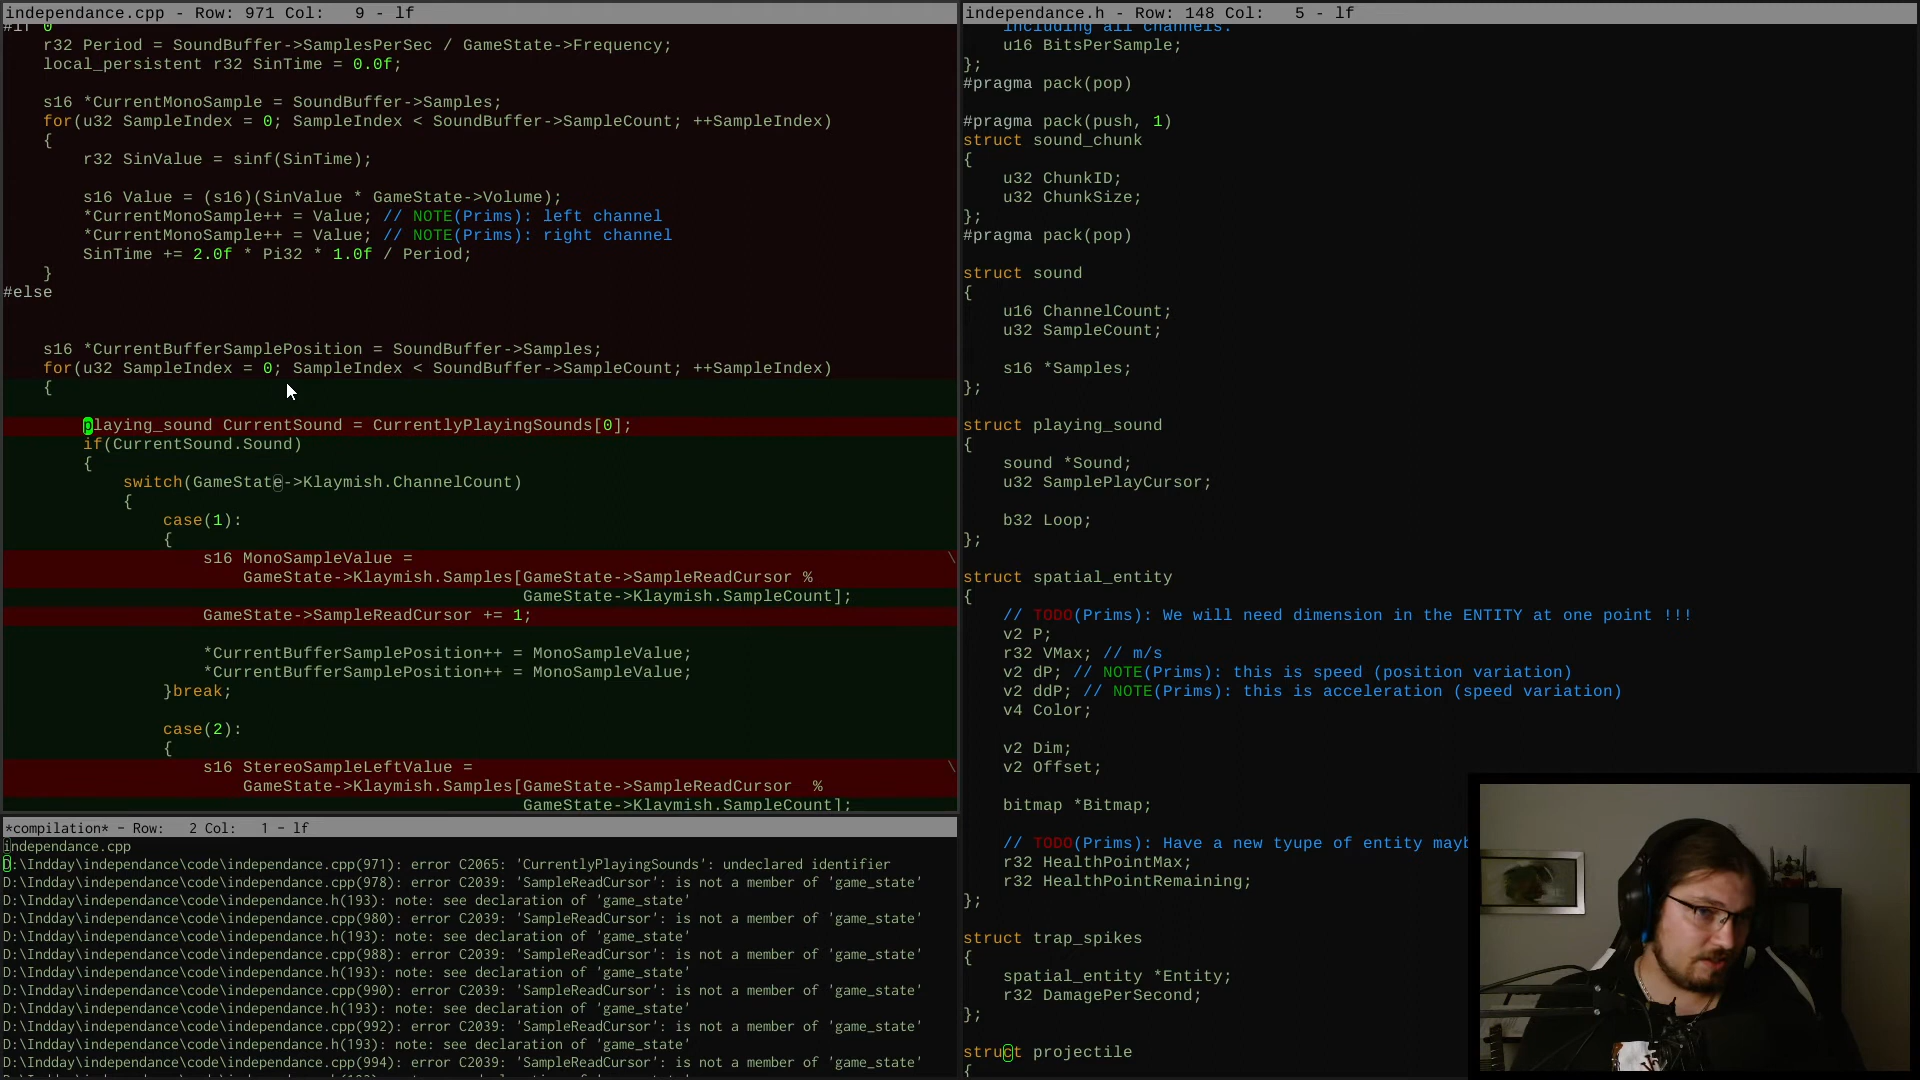 independance.cpp - Row: 971 Col:   9 - lf
#if 0
    r32 Period = SoundBuffer->SamplesPerSec / GameState->Frequency;
    local_persistent r32 SinTime = 0.0f;
    s16 *CurrentMonoSample = SoundBuffer->Samples;
    for(u32 SampleIndex = 0; SampleIndex < SoundBuffer->SampleCount; ++SampleIndex)
    {
        r32 SinValue = sinf(SinTime);
        s16 Value = (s16)(SinValue * GameState->Volume);
        *CurrentMonoSample++ = Value; // NOTE(Prims): left channel
        *CurrentMonoSample++ = Value; // NOTE(Prims): right channel
        SinTime += 2.0f * Pi32 * 1.0f / Period;
    }
#else
    s16 *CurrentBufferSamplePosition = SoundBuffer->Samples;
    for(u32 SampleIndex = 0; SampleIndex < SoundBuffer->SampleCount; ++SampleIndex)
    {
        playing_sound CurrentSound = CurrentlyPlayingSounds[0];
        if(CurrentSound.Sound)
        {
            switch(GameState->Klaymish.ChannelCount)
            {
                case(1):
                {
                    s16 MonoSampleValue = \
                        GameState->Klaymish.Samples[GameState->SampleReadCursor %
                                                    GameState->Klaymish.SampleCount];
                    GameState->SampleReadCursor += 1;
                    *CurrentBufferSamplePosition++ = MonoSampleValue;
                    *CurrentBufferSamplePosition++ = MonoSampleValue;
                }break;
                case(2):
                {
                    s16 StereoSampleLeftValue = \
                        GameState->Klaymish.Samples[GameState->SampleReadCursor  %
                                                    GameState->Klaymish.SampleCount];
*compilation* - Row:   2 Col:   1 - lf
independance.cpp
D:\Indday\independance\code\independance.cpp(971): error C2065: 'CurrentlyPlayingSounds': undeclared identifier
D:\Indday\independance\code\independance.cpp(978): error C2039: 'SampleReadCursor': is not a member of 'game_state'
D:\Indday\independance\code\independance.h(193): note: see declaration of 'game_state'
D:\Indday\independance\code\independance.cpp(980): error C2039: 'SampleReadCursor': is not a member of 'game_state'
D:\Indday\independance\code\independance.h(193): note: see declaration of 'game_state'
D:\Indday\independance\code\independance.cpp(988): error C2039: 'SampleReadCursor': is not a member of 'game_state'
D:\Indday\independance\code\independance.h(193): note: see declaration of 'game_state'
D:\Indday\independance\code\independance.cpp(990): error C2039: 'SampleReadCursor': is not a member of 'game_state'
D:\Indday\independance\code\independance.h(193): note: see declaration of 'game_state'
D:\Indday\independance\code\independance.cpp(992): error C2039: 'SampleReadCursor': is not a member of 'game_state'
D:\Indday\independance\code\independance.h(193): note: see declaration of 'game_state'
D:\Indday\independance\code\independance.cpp(994): error C2039: 'SampleReadCursor': is not a member of 'game_state'
independance.h - Row: 148 Col:   5 - lf
    including all channels.
    u16 BitsPerSample;
};
#pragma pack(pop)
#pragma pack(push, 1)
struct sound_chunk
{
    u32 ChunkID;
    u32 ChunkSize;
};
#pragma pack(pop)
struct sound
{
    u16 ChannelCount;
    u32 SampleCount;
    s16 *Samples;
};
struct playing_sound
{
    sound *Sound;
    u32 SamplePlayCursor;
    b32 Loop;
};
struct spatial_entity
{
    // TODO(Prims): We will need dimension in the ENTITY at one point !!!
    v2 P;
    r32 VMax; // m/s
    v2 dP; // NOTE(Prims): this is speed (position variation)
    v2 ddP; // NOTE(Prims): this is acceleration (speed variation)
    v4 Color;
    v2 Dim;
    v2 Offset;
    bitmap *Bitmap;
    // TODO(Prims): Have a new tyupe of entity mayb
    r32 HealthPointMax;
    r32 HealthPointRemaining;
};
struct trap_spikes
{
    spatial_entity *Entity;
    r32 DamagePerSecond;
};
struct projectile
{